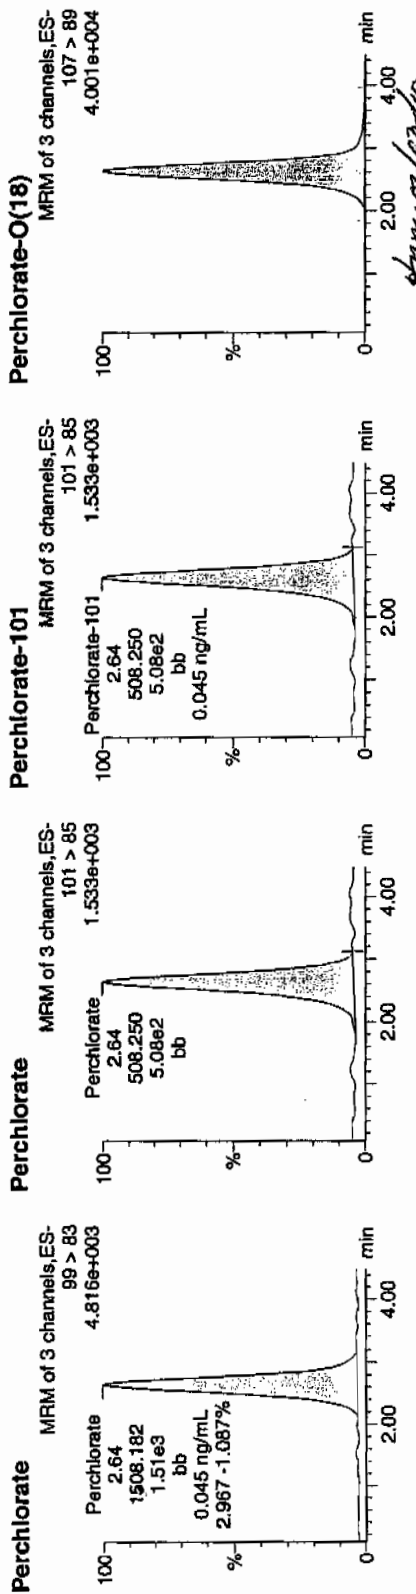 Perchlorate
MRM of 3 channels,ES-
99 > 83
4.816e+003
100
Perchlorate
2.64
1508.182
1.51e3
bb
0.045 ng/mL
2.967 -1.087%
%
0
2.00
4.00
min
Perchlorate
MRM of 3 channels,ES-
101 > 85
1.533e+003
100
Perchlorate
2.64
508.250
5.08e2
bb
%
0
2.00
4.00
min
Perchlorate-101
MRM of 3 channels,ES-
101 > 85
1.533e+003
100
Perchlorate-101
2.64
508.250
5.08e2
bb
0.045 ng/mL
%
0
2.00
4.00
min
Perchlorate-O(18)
MRM of 3 channels,ES-
107 > 89
4.001e+004
100
%
0
2.00
4.00
min